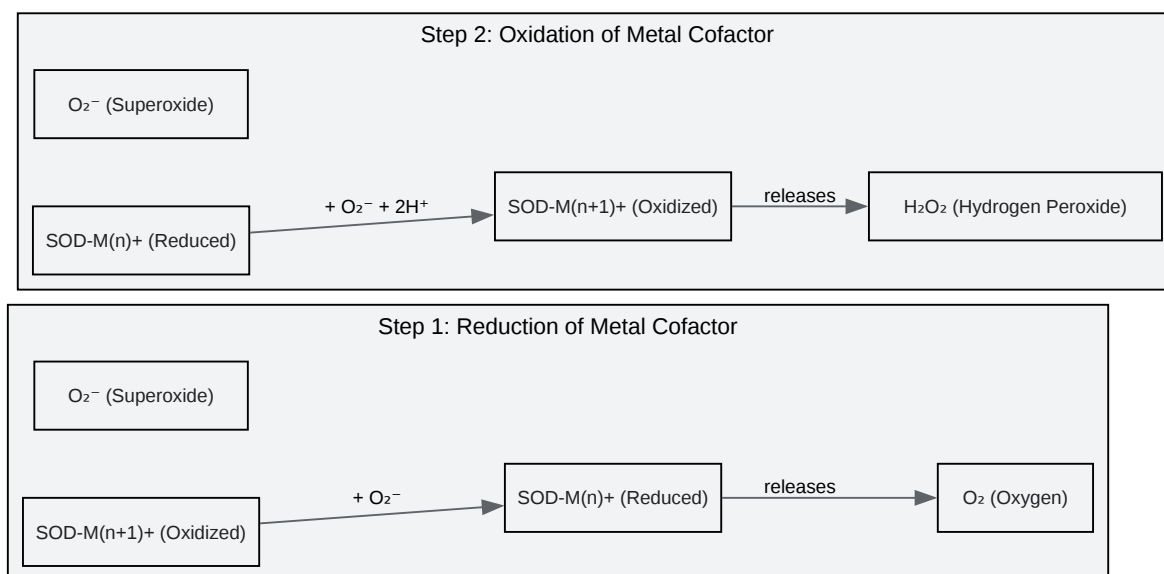 Step 2: Oxidation of Metal Cofactor
O₂⁻ (Superoxide)
SOD-M(n)+ (Reduced)
+ O₂⁻ + 2H⁺
SOD-M(n+1)+ (Oxidized)
releases
H₂O₂ (Hydrogen Peroxide)
Step 1: Reduction of Metal Cofactor
O₂⁻ (Superoxide)
SOD-M(n+1)+ (Oxidized)
+ O₂⁻
SOD-M(n)+ (Reduced)
releases
O₂ (Oxygen)